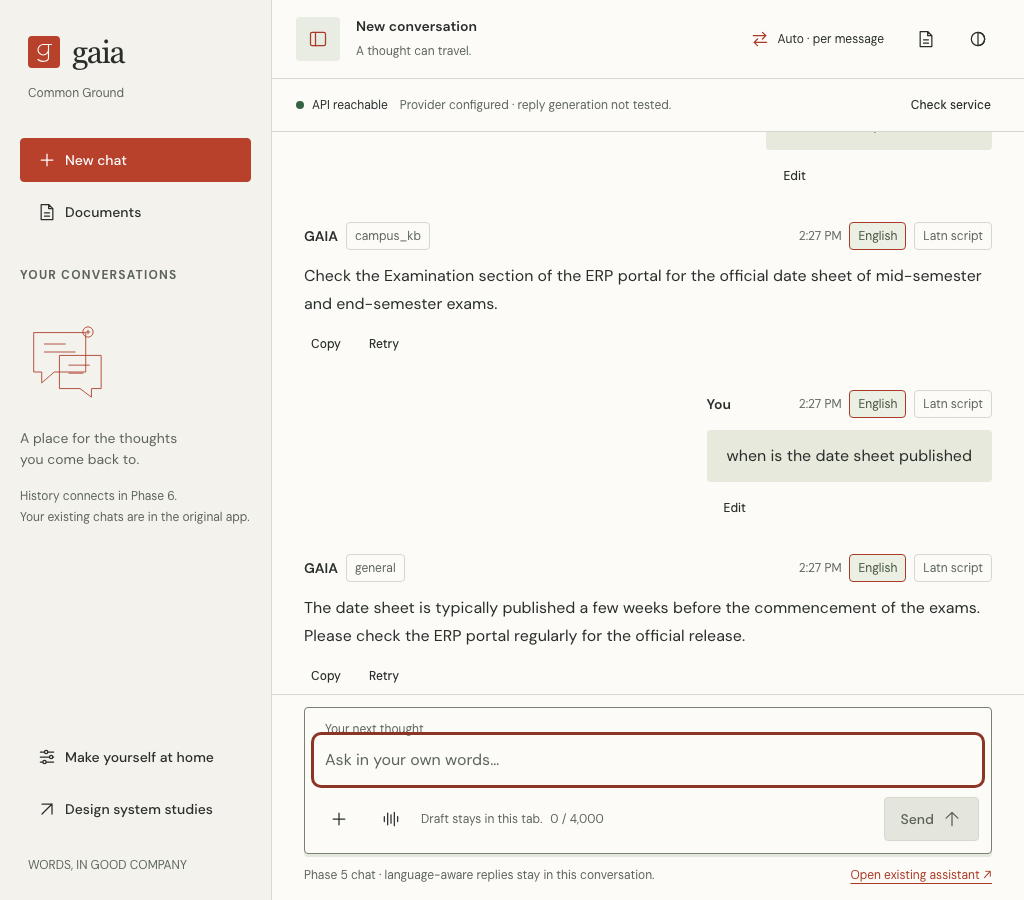 g gaia
Common Ground
New chat
Documents
YOUR CONVERSATIONS
A place for the thoughts
you come back to.
History connects in Phase 6.
Your existing chats are in the original app.
Make yourself at home
Design system studies
WORDS, IN GOOD COMPANY
New conversation
A thought can travel.
Auto · per message
API reachable Provider configured · reply generation not tested.
Check service
Edit
GAIA campus_kb 2:27 PM English Latn script
Check the Examination section of the ERP portal for the official date sheet of mid-semester
and end-semester exams.
Copy Retry
You 2:27 PM English Latn script
when is the date sheet published
Edit
GAIA general 2:27 PM English Latn script
The date sheet is typically published a few weeks before the commencement of the exams.
Please check the ERP portal regularly for the official release.
Copy Retry
Your next thought
Ask in your own words...
Draft stays in this tab. 0 / 4,000
Send
Phase 5 chat · language-aware replies stay in this conversation.
Open existing assistant ↗